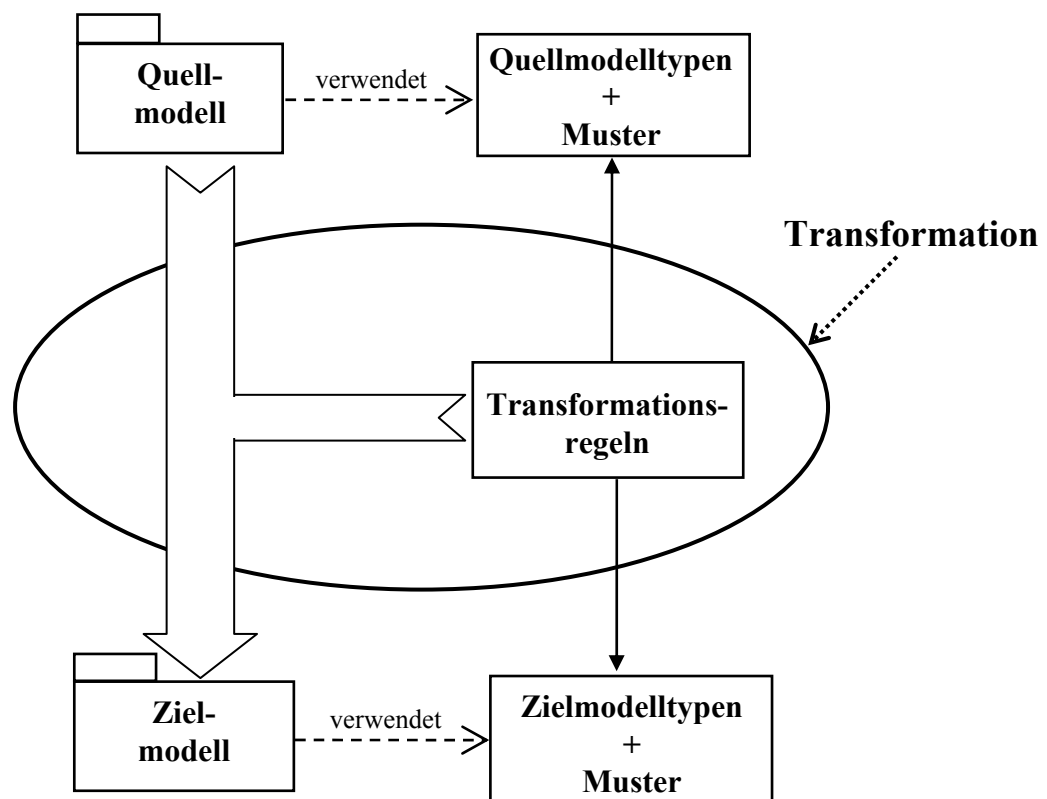 Quell-
modell
verwendet
Quellmodelltypen
+
Muster
Transformation
Transformations-
regeln
Ziel-
modell
verwendet
Zielmodelltypen
+
Muster